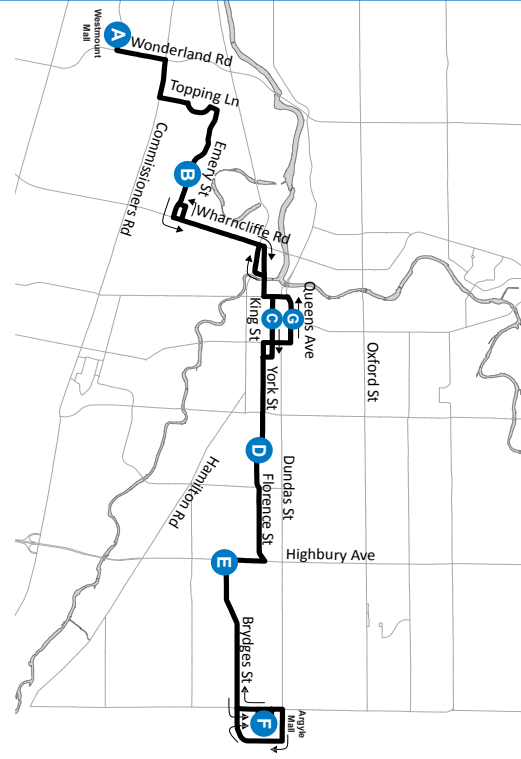 A
Westmount
Mall
Wonderland Rd
Topping Ln
Commissioners Rd
Emery St
B
Wharncliffe Rd
Queens Ave
King St
C
G
Oxford St
York St
D
Dundas St
Florence St
Hamilton Rd
Highbury Ave
E
Brydges St
Argyle
Mall
F